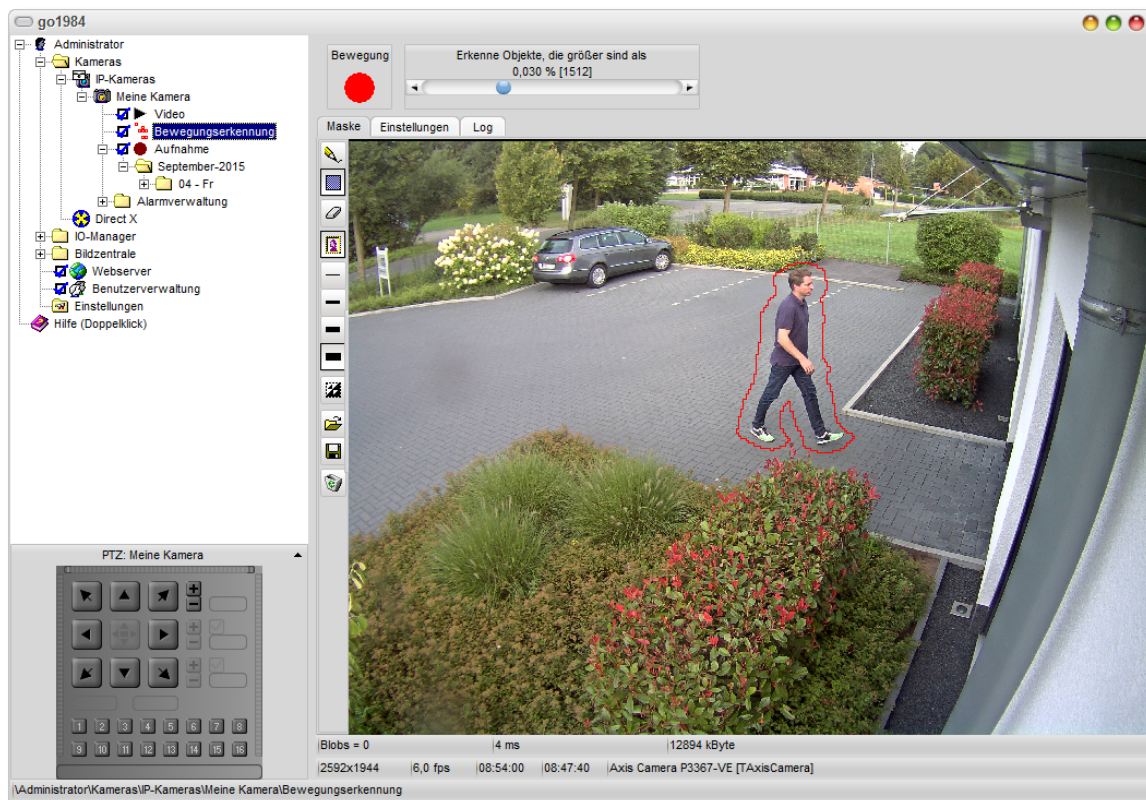 go1984
Administrator
Kameras
IP-Kameras
Meine Kamera
Video
Bewegungserkennung
Aufnahme
September-2015
04 - Fr
Alarmverwaltung
Direct X
IO-Manager
Bildzentrale
Webserver
Benutzerverwaltung
Einstellungen
Hilfe (Doppelklick)
PTZ: Meine Kamera
1 2 3 4 5 6 7 8
9 10 11 12 13 14 15 16
Bewegung
Erkenne Objekte, die größer sind als
0,030 % [1512]
Maske Einstellungen Log
Blobs = 0 4 ms 12894 kByte
2592x1944 6,0 fps 08:54:00 08:47:40 Axis Camera P3367-VE [TAxisCamera]
\Administrator\Kameras\IP-Kameras\Meine Kamera\Bewegungserkennung